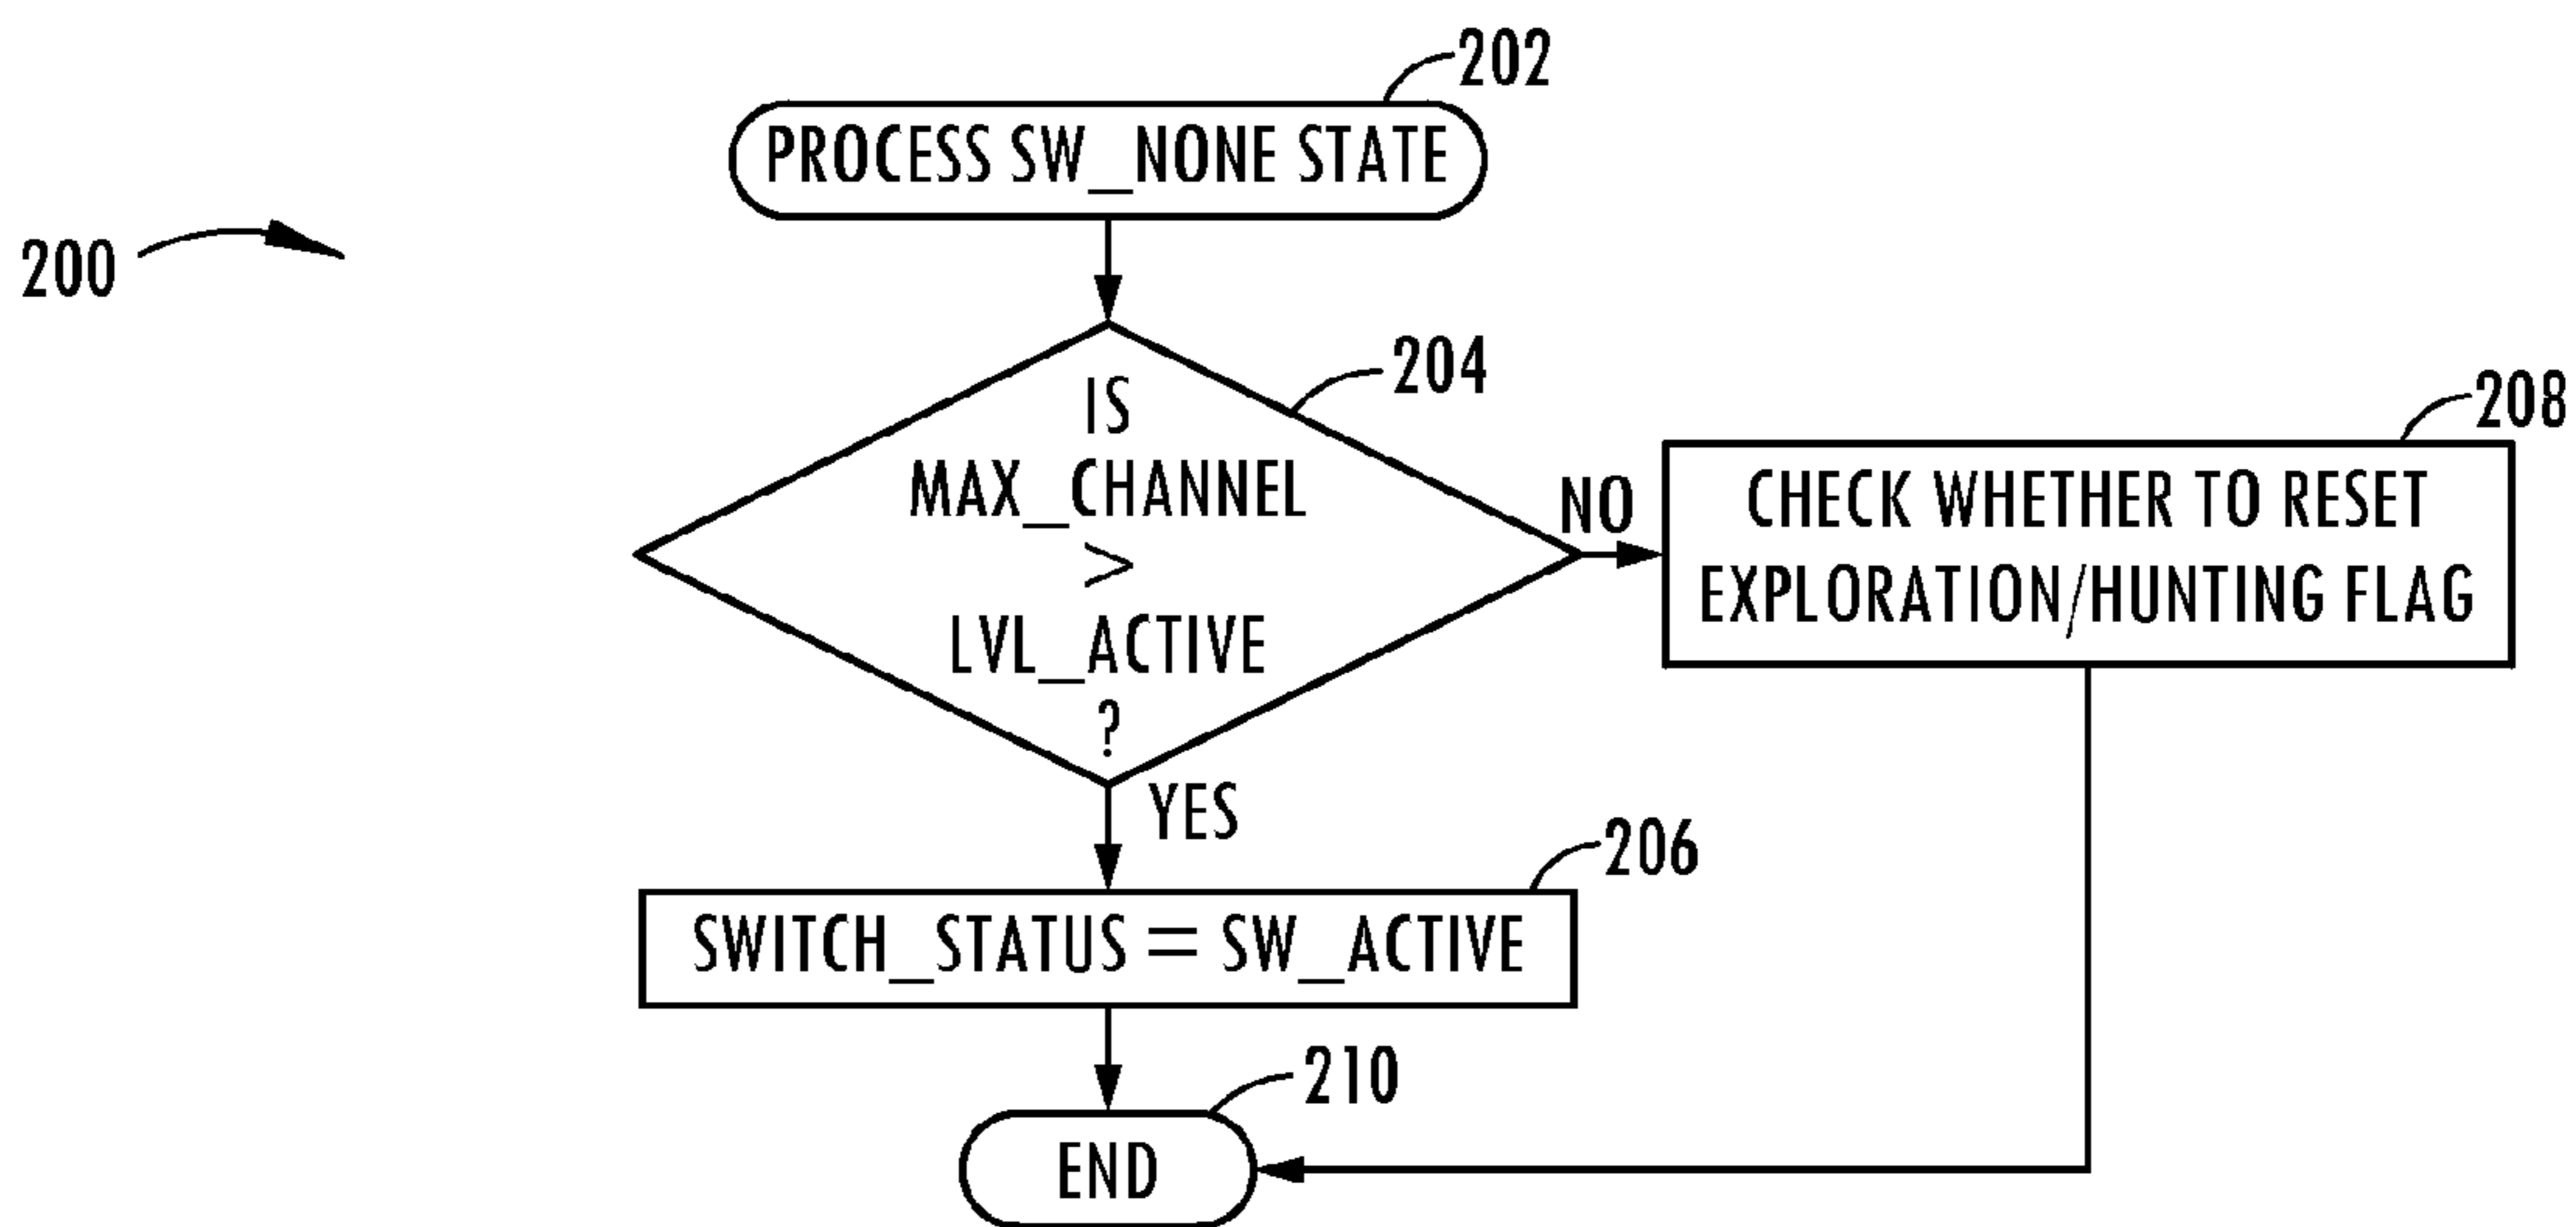 202
PROCESS SW_NONE STATE
200
204
IS
MAX_CHANNEL
>
LVL_ACTIVE
?
NO
208
CHECK WHETHER TO RESET
EXPLORATION/HUNTING FLAG
YES
206
SWITCH_STATUS = SW_ACTIVE
210
END